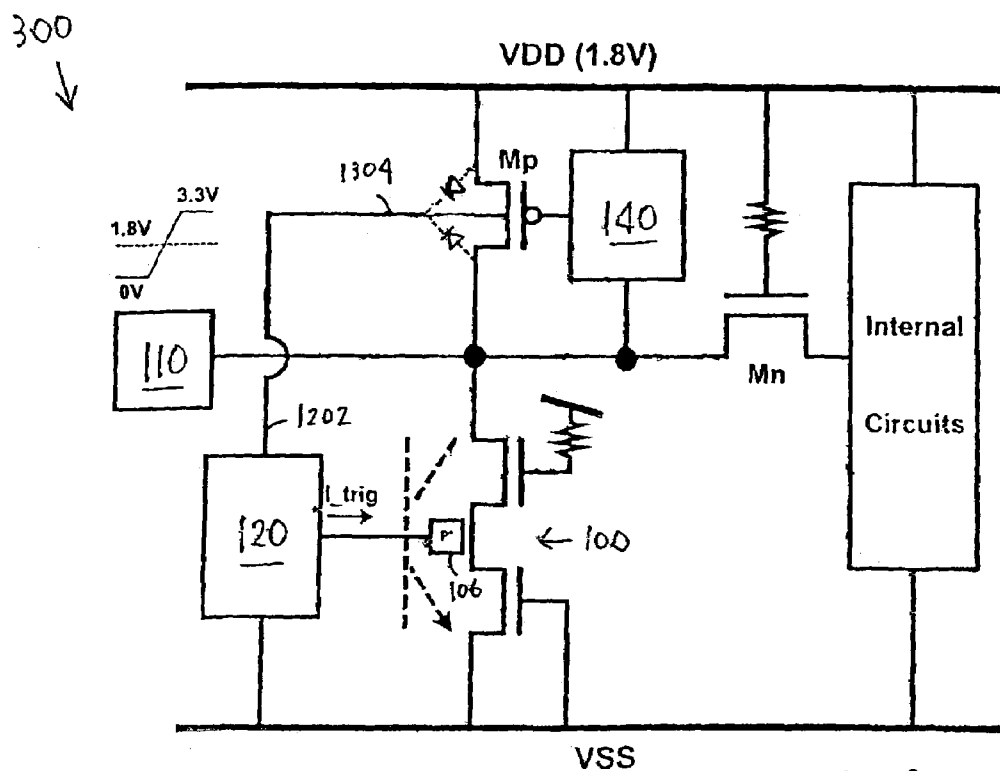 300
VDD (1.8V)
1304
Mp
140
3.3V
1.8V
0V
110
Internal
Circuits
Mn
1202
I_trig
120
106
100
VSS